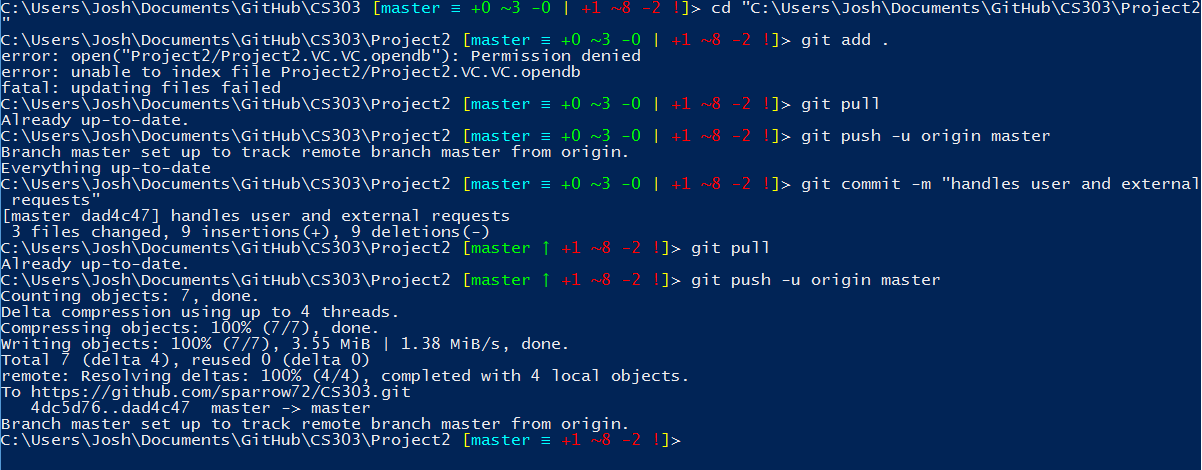 C:\Users\Josh\Documents\GitHub\CS303 [master ≡ +0 ~3 -0 | +1 ~8 -2 !]> cd "C:\Users\Josh\Documents\GitHub\CS303\Project2
"
C:\Users\Josh\Documents\GitHub\CS303\Project2 [master ≡ +0 ~3 -0 | +1 ~8 -2 !]> git add .
error: open("Project2/Project2.VC.VC.opendb"): Permission denied
error: unable to index file Project2/Project2.VC.VC.opendb
fatal: updating files failed
C:\Users\Josh\Documents\GitHub\CS303\Project2 [master ≡ +0 ~3 -0 | +1 ~8 -2 !]> git pull
Already up-to-date.
C:\Users\Josh\Documents\GitHub\CS303\Project2 [master ≡ +0 ~3 -0 | +1 ~8 -2 !]> git push -u origin master
Branch master set up to track remote branch master from origin.
Everything up-to-date
C:\Users\Josh\Documents\GitHub\CS303\Project2 [master ≡ +0 ~3 -0 | +1 ~8 -2 !]> git commit -m "handles user and external
 requests"
[master dad4c47] handles user and external requests
 3 files changed, 9 insertions(+), 9 deletions(-)
C:\Users\Josh\Documents\GitHub\CS303\Project2 [master ↑ +1 ~8 -2 !]> git pull
Already up-to-date.
C:\Users\Josh\Documents\GitHub\CS303\Project2 [master ↑ +1 ~8 -2 !]> git push -u origin master
Counting objects: 7, done.
Delta compression using up to 4 threads.
Compressing objects: 100% (7/7), done.
Writing objects: 100% (7/7), 3.55 MiB | 1.38 MiB/s, done.
Total 7 (delta 4), reused 0 (delta 0)
remote: Resolving deltas: 100% (4/4), completed with 4 local objects.
To https://github.com/sparrow72/CS303.git
   4dc5d76..dad4c47  master -> master
Branch master set up to track remote branch master from origin.
C:\Users\Josh\Documents\GitHub\CS303\Project2 [master ≡ +1 ~8 -2 !]>